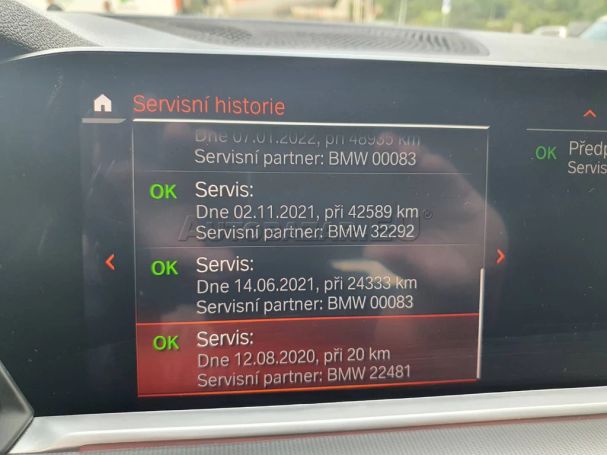 Servisní historie
Dne 07.01.2022, při 48935 km
Servisní partner: BMW 00083
OK Servis:
Dne 02.11.2021, při 42589 km
Servisní partner: BMW 32292
OK Servis:
Dne 14.06.2021, při 24333 km
Servisní partner: BMW 00083
OK Servis:
Dne 12.08.2020, při 20 km
Servisní partner: BMW 22481
OK Předp
Servis